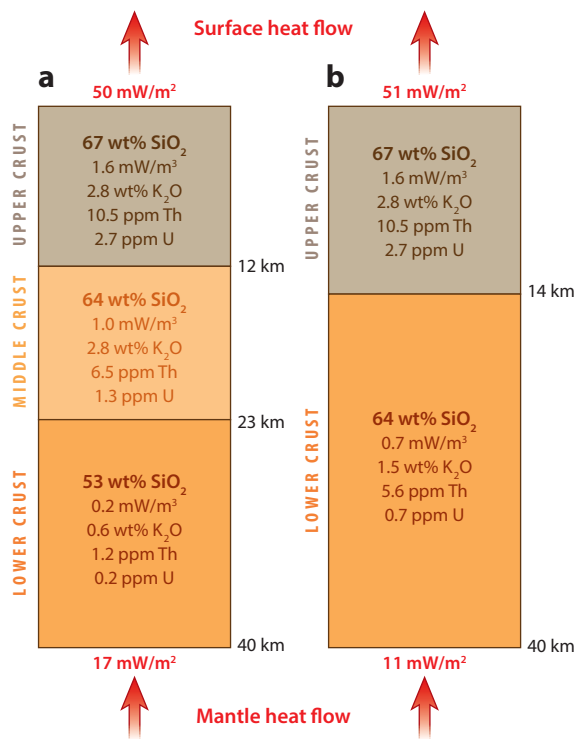 Surface heat flow
a
50 mW/m²
UPPER CRUST
67 wt% SiO₂
1.6 mW/m³
2.8 wt% K₂O
10.5 ppm Th
2.7 ppm U
12 km
MIDDLE CRUST
64 wt% SiO₂
1.0 mW/m³
2.8 wt% K₂O
6.5 ppm Th
1.3 ppm U
23 km
LOWER CRUST
53 wt% SiO₂
0.2 mW/m³
0.6 wt% K₂O
1.2 ppm Th
0.2 ppm U
40 km
17 mW/m²
b
51 mW/m²
UPPER CRUST
67 wt% SiO₂
1.6 mW/m³
2.8 wt% K₂O
10.5 ppm Th
2.7 ppm U
14 km
LOWER CRUST
64 wt% SiO₂
0.7 mW/m³
1.5 wt% K₂O
5.6 ppm Th
0.7 ppm U
40 km
11 mW/m²
Mantle heat flow